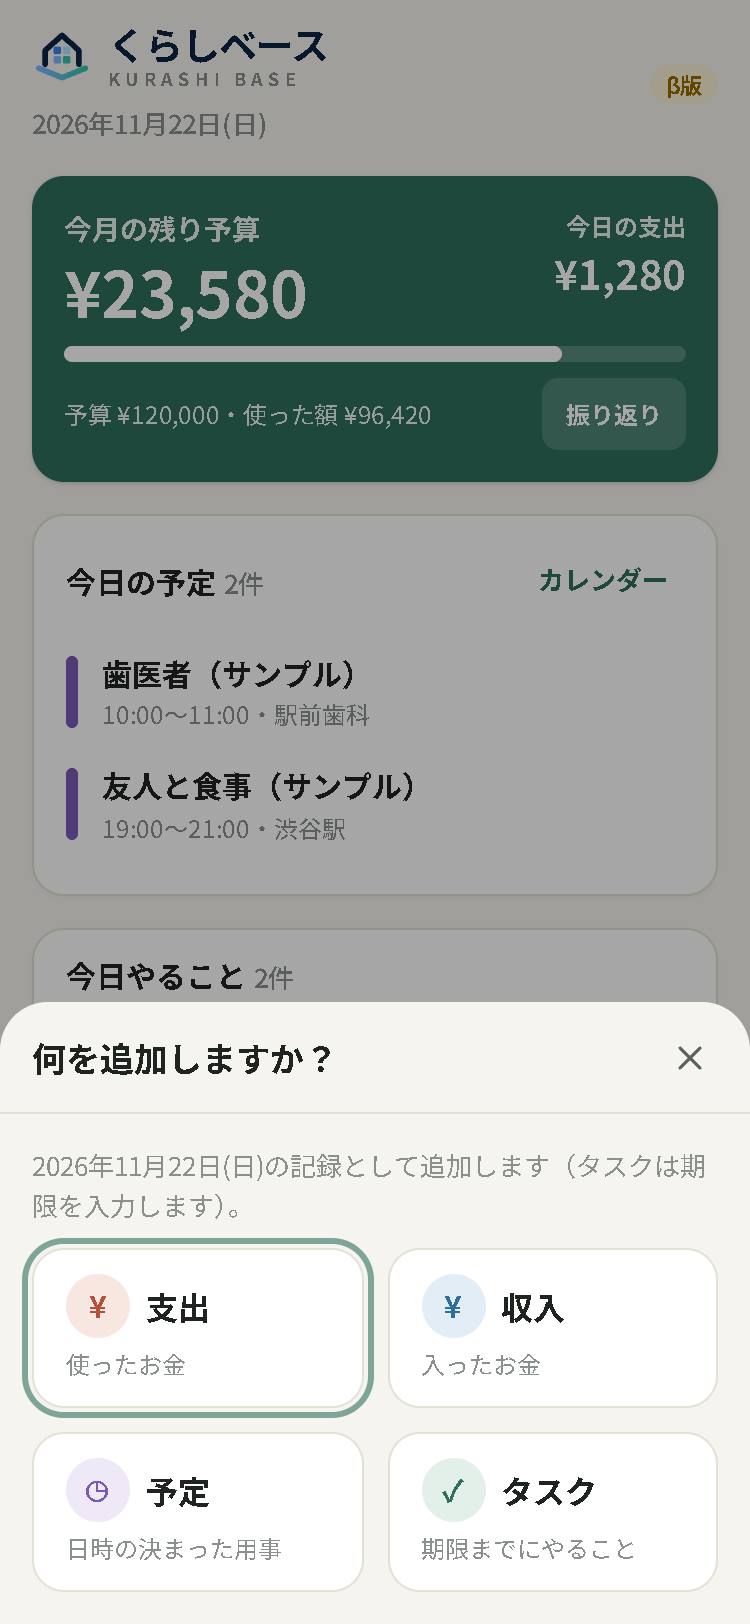 くらしベース
KURASHI BASE
β版
2026年11月22日(日)
今月の残り予算
今日の支出
¥23,580
¥1,280
予算 ¥120,000・使った額 ¥96,420
振り返り
今日の予定 2件
カレンダー
歯医者（サンプル）
10:00〜11:00・駅前歯科
友人と食事（サンプル）
19:00〜21:00・渋谷駅
今日やること 2件
何を追加しますか？
2026年11月22日(日)の記録として追加します（タスクは期
限を入力します）。
¥ 支出
使ったお金
¥ 収入
入ったお金
予定
日時の決まった用事
タスク
期限までにやること